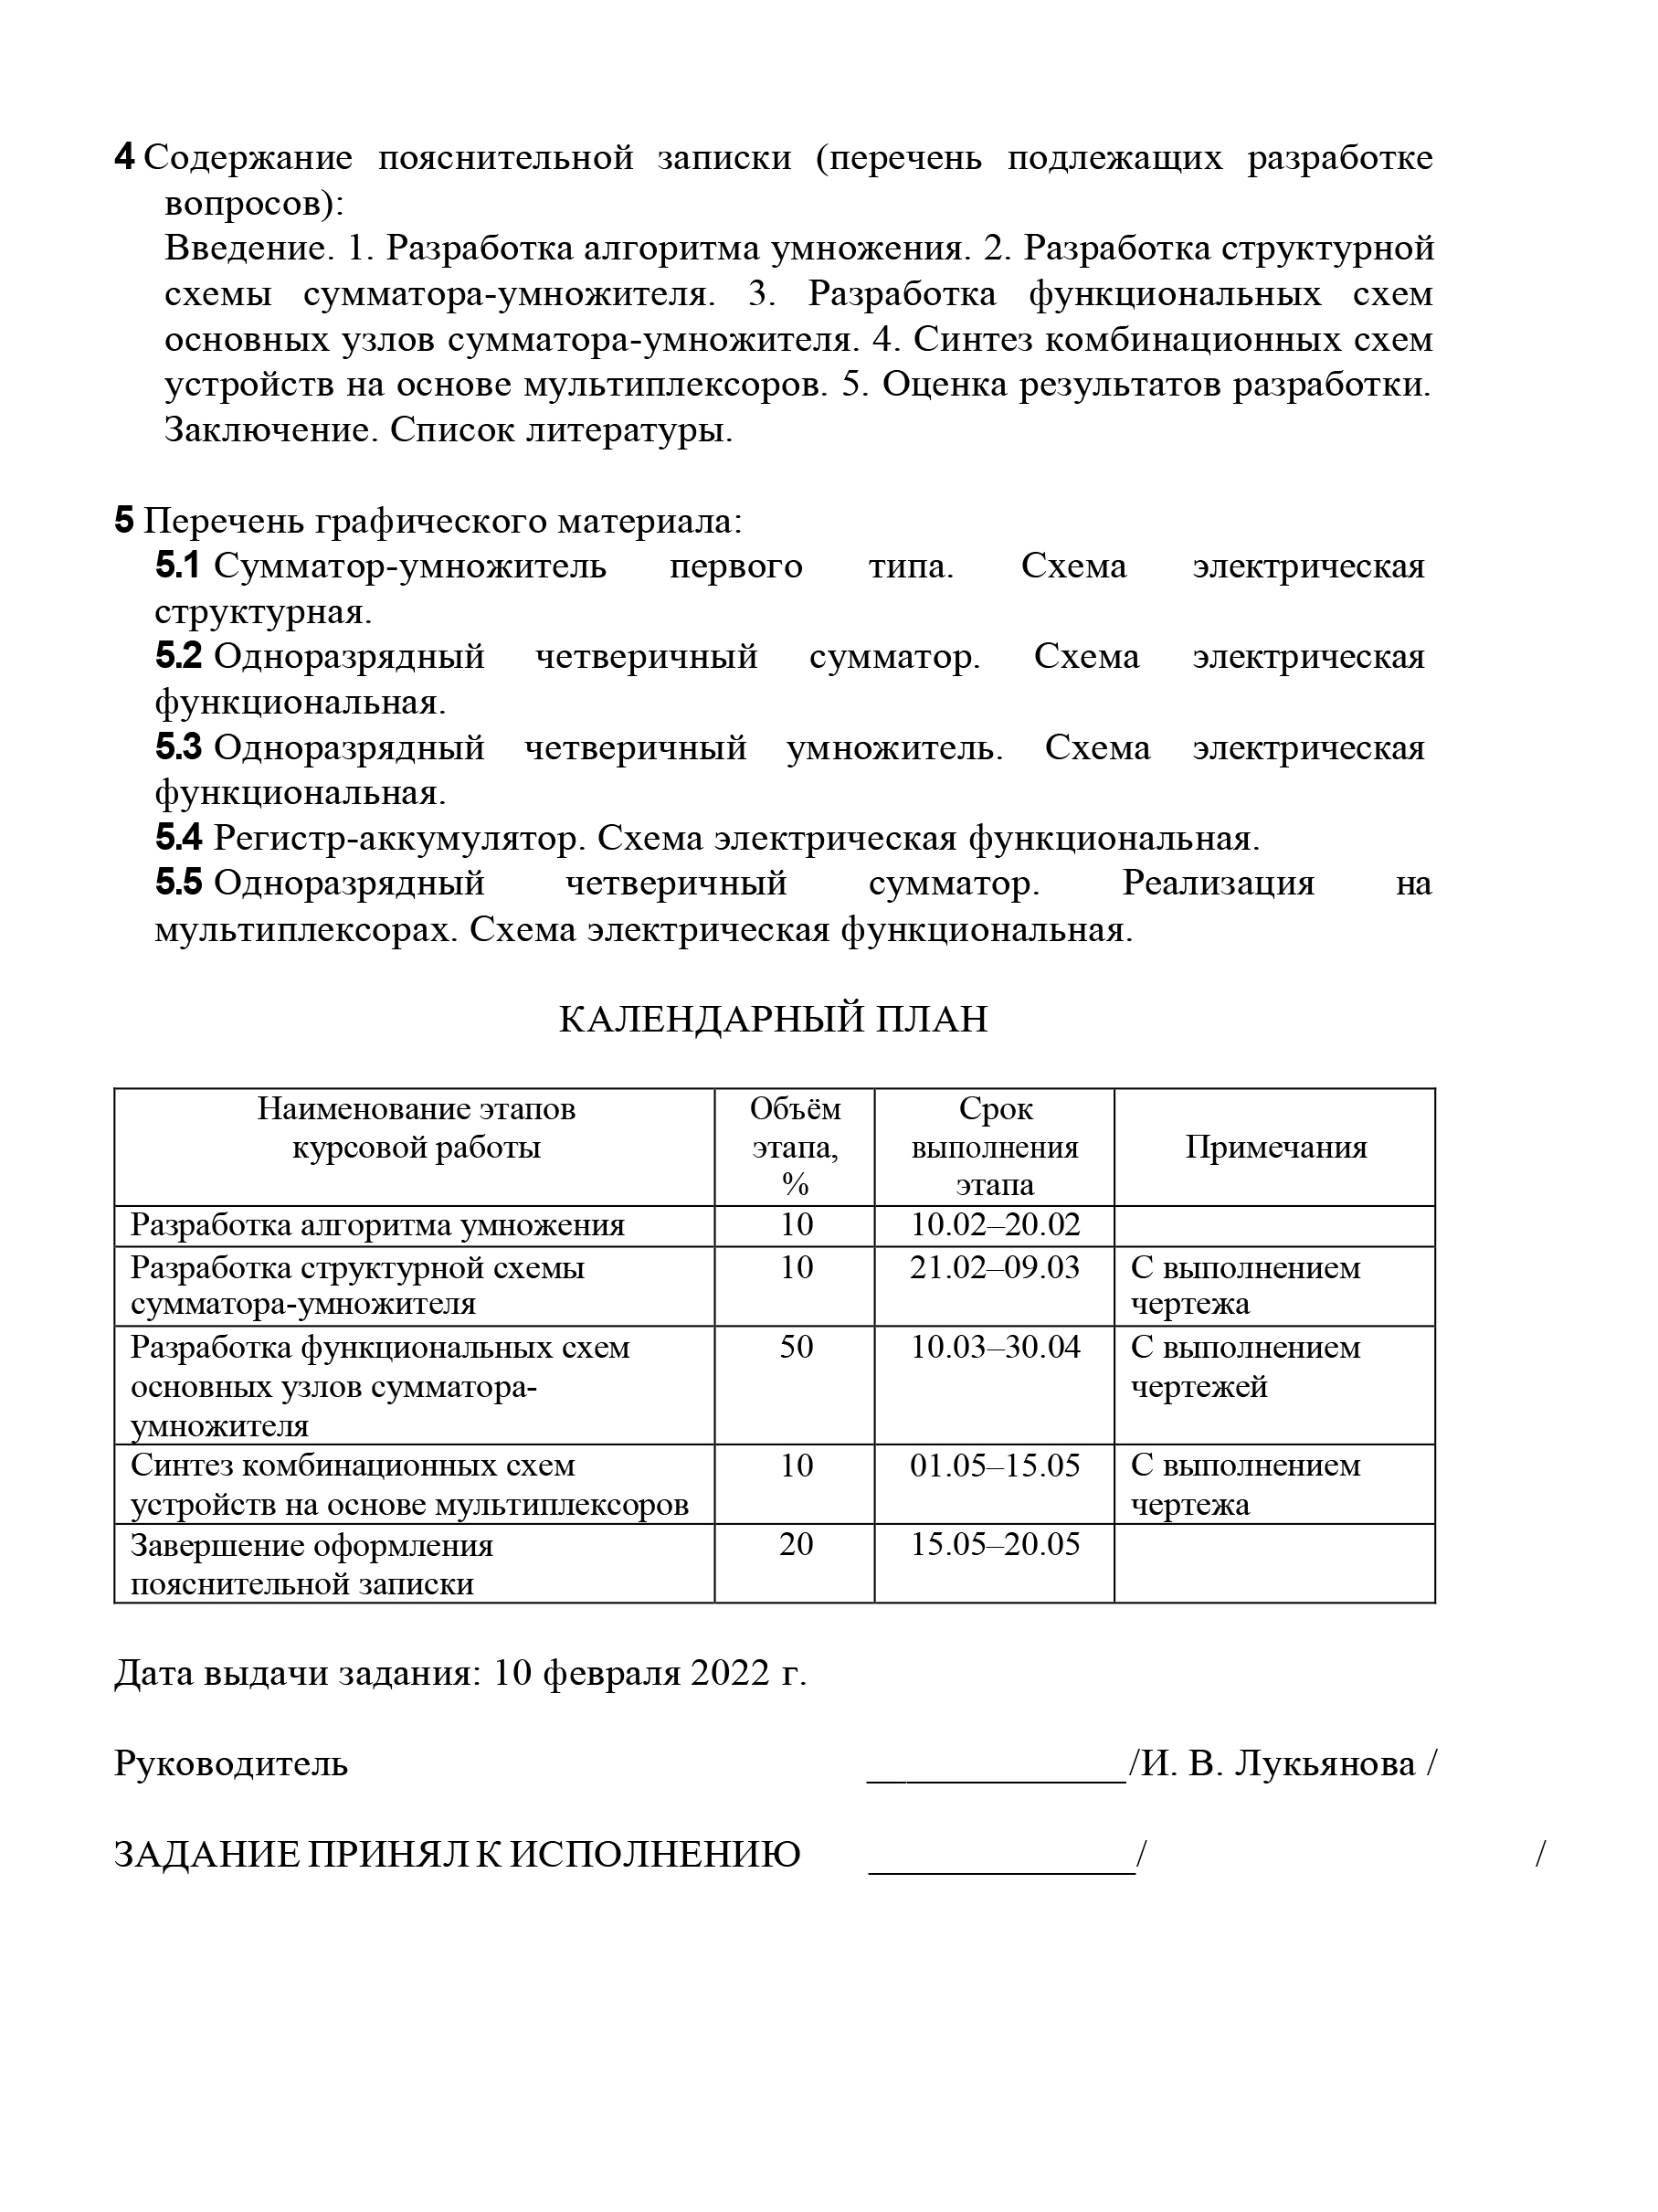 4 Содержание пояснительной записки (перечень подлежащих разработке
вопросов):
Введение. 1. Разработка алгоритма умножения. 2. Разработка структурной
схемы сумматора-умножителя. 3. Разработка функциональных схем
основных узлов сумматора-умножителя. 4. Синтез комбинационных схем
устройств на основе мультиплексоров. 5. Оценка результатов разработки.
Заключение. Список литературы.
5 Перечень графического материала:
5.1 Сумматор-умножитель первого типа. Схема электрическая
структурная.
5.2 Одноразрядный четверичный сумматор. Схема электрическая
функциональная.
5.3 Одноразрядный четверичный умножитель. Схема электрическая
функциональная.
5.4 Регистр-аккумулятор. Схема электрическая функциональная.
5.5 Одноразрядный четверичный сумматор. Реализация на
мультиплексорах. Схема электрическая функциональная.
КАЛЕНДАРНЫЙ ПЛАН
Наименование этапов
курсовой работы
Объём
этапа,
%
Срок
выполнения
этапа
Примечания
Разработка алгоритма умножения
10
10.02–20.02
Разработка структурной схемы
сумматора-умножителя
10
21.02–09.03
С выполнением
чертежа
Разработка функциональных схем
основных узлов сумматора-
умножителя
50
10.03–30.04
С выполнением
чертежей
Синтез комбинационных схем
устройств на основе мультиплексоров
10
01.05–15.05
С выполнением
чертежа
Завершение оформления
пояснительной записки
20
15.05–20.05
Дата выдачи задания: 10 февраля 2022 г.
Руководитель _____________/И. В. Лукьянова /
ЗАДАНИЕ ПРИНЯЛ К ИСПОЛНЕНИЮ _____________/ /